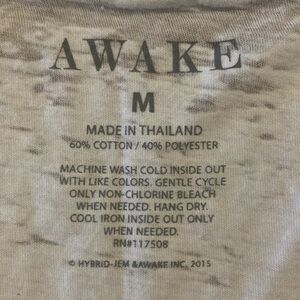 AWAKE
M
MADE IN THAILAND
60% COTTON / 40% POLYESTER
MACHINE WASH COLD INSIDE OUT
WITH LIKE COLORS. GENTLE CYCLE
ONLY NON-CHLORINE BLEACH
WHEN NEEDED. HANG DRY.
COOL IRON INSIDE OUT ONLY
WHEN NEEDED.
RN#117508
© HYBRID-JEM &AWAKE INC. 2015